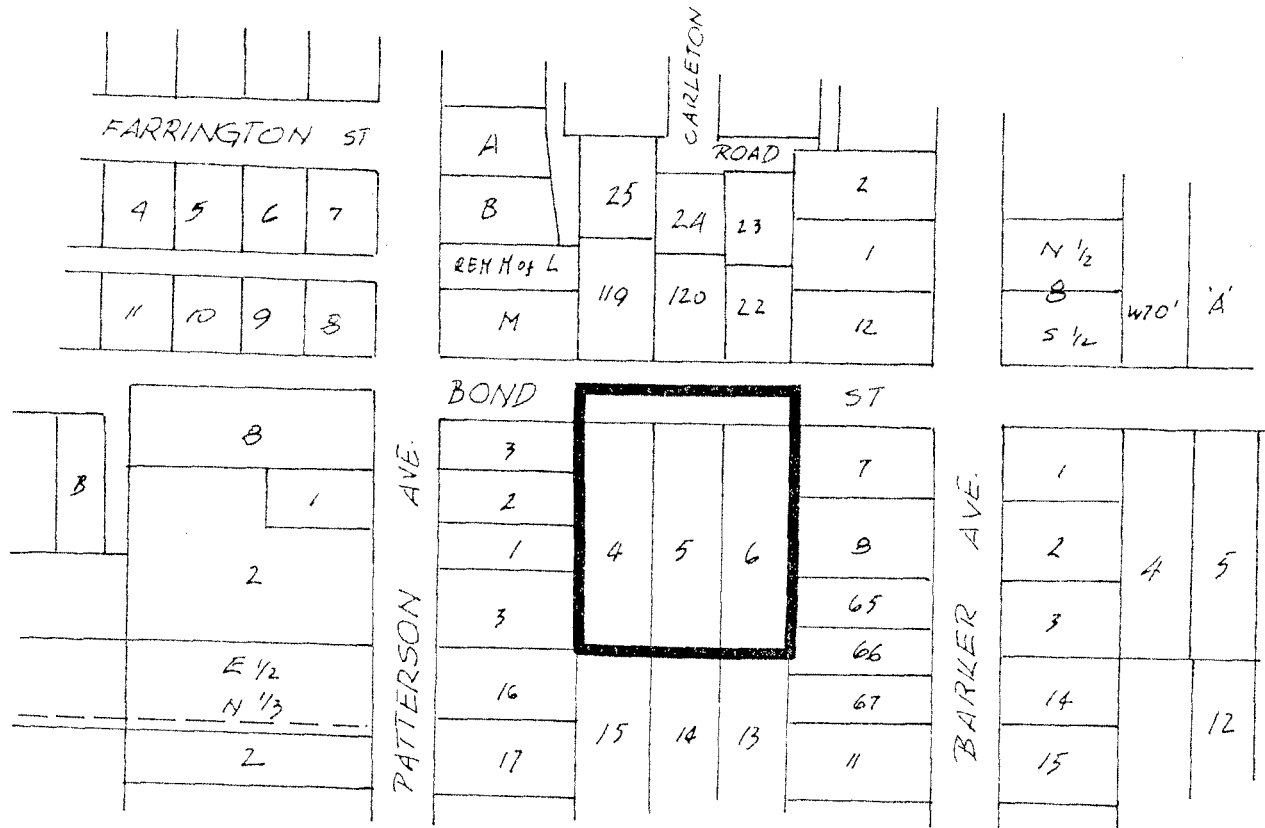 CARLETON
ROAD
FARRINGTON ST
A
B
REM N of L
M
4 5 6 7
11 10 9 8
25
24 23
119 120 22
2
1
12
N 1/2
8
S 1/2
W70' 'A'
BOND ST
B
8
1
2
E 1/2
N 1/3
2
PATTERSON AVE.
3
2
1
3
16
17
4 5 6
15 14 13
7
8
65
66
67
11
BARKER AVE.
1
2
3
14
15
4 5
12